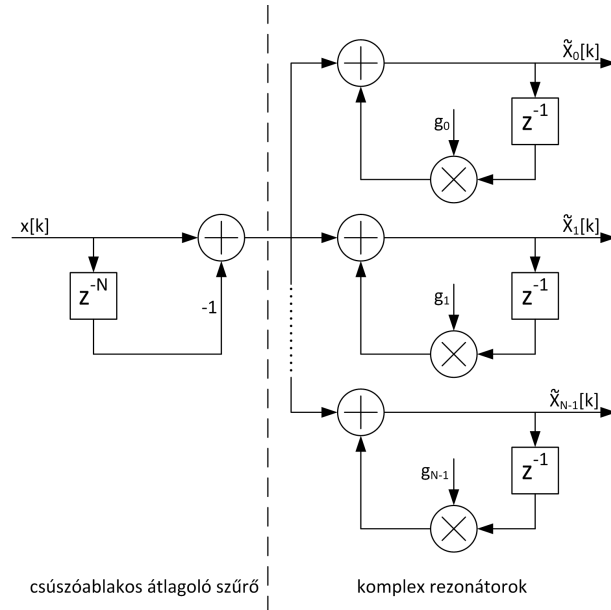 X̃₀[k]
z⁻¹
g₀
x[k]
z⁻ᴺ
-1
X̃₁[k]
z⁻¹
g₁
X̃N-1[k]
z⁻¹
gN-1
csúszóablakos átlagoló szűrő
komplex rezonátorok